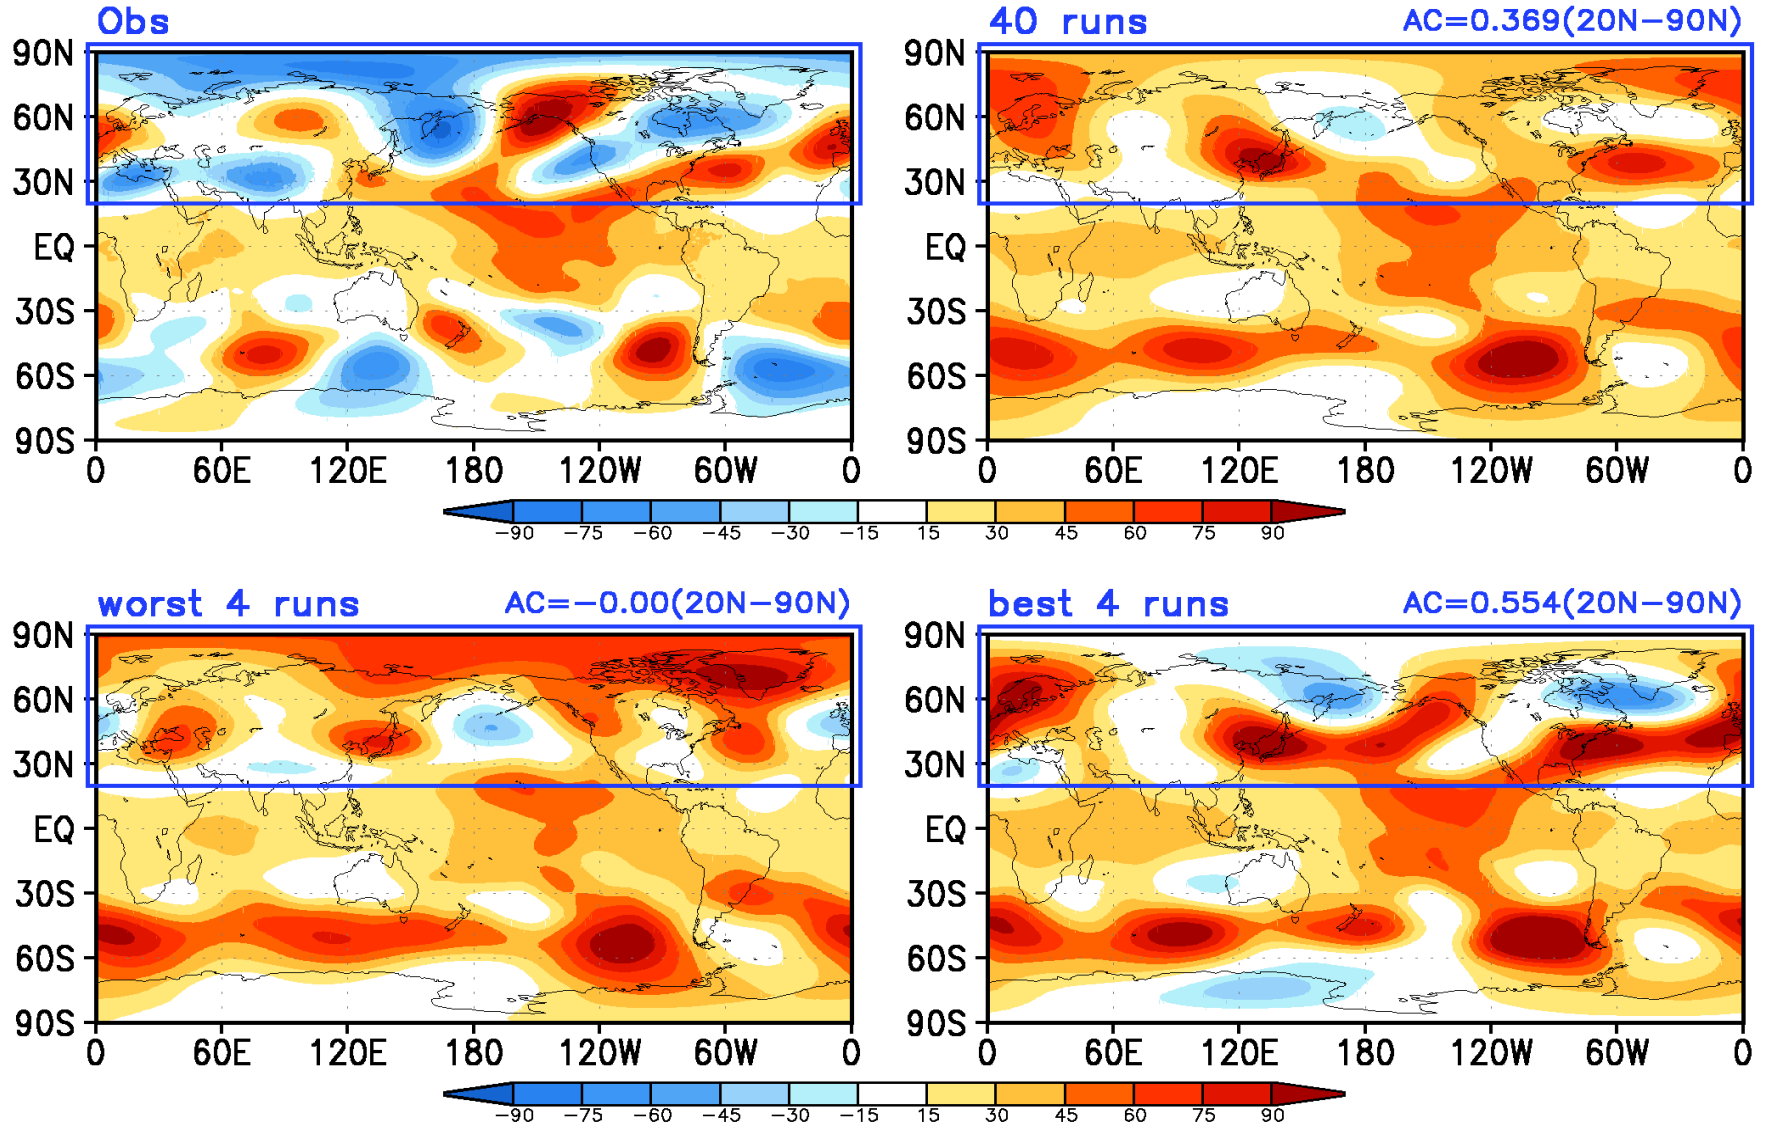 Obs
40 runs AC=0.369(20N−90N)
90N 90N
60N 60N
30N 30N
EQ EQ
30S 30S
60S 60S
90S 90S
0 60E 120E 180 120W 60W 0 0 60E 120E 180 120W 60W 0
−90 −75 −60 −45 −30 −15 15 30 45 60 75 90
worst 4 runs AC=−0.00(20N−90N)
best 4 runs AC=0.554(20N−90N)
90N 90N
60N 60N
30N 30N
EQ EQ
30S 30S
60S 60S
90S 90S
0 60E 120E 180 120W 60W 0 0 60E 120E 180 120W 60W 0
−90 −75 −60 −45 −30 −15 15 30 45 60 75 90